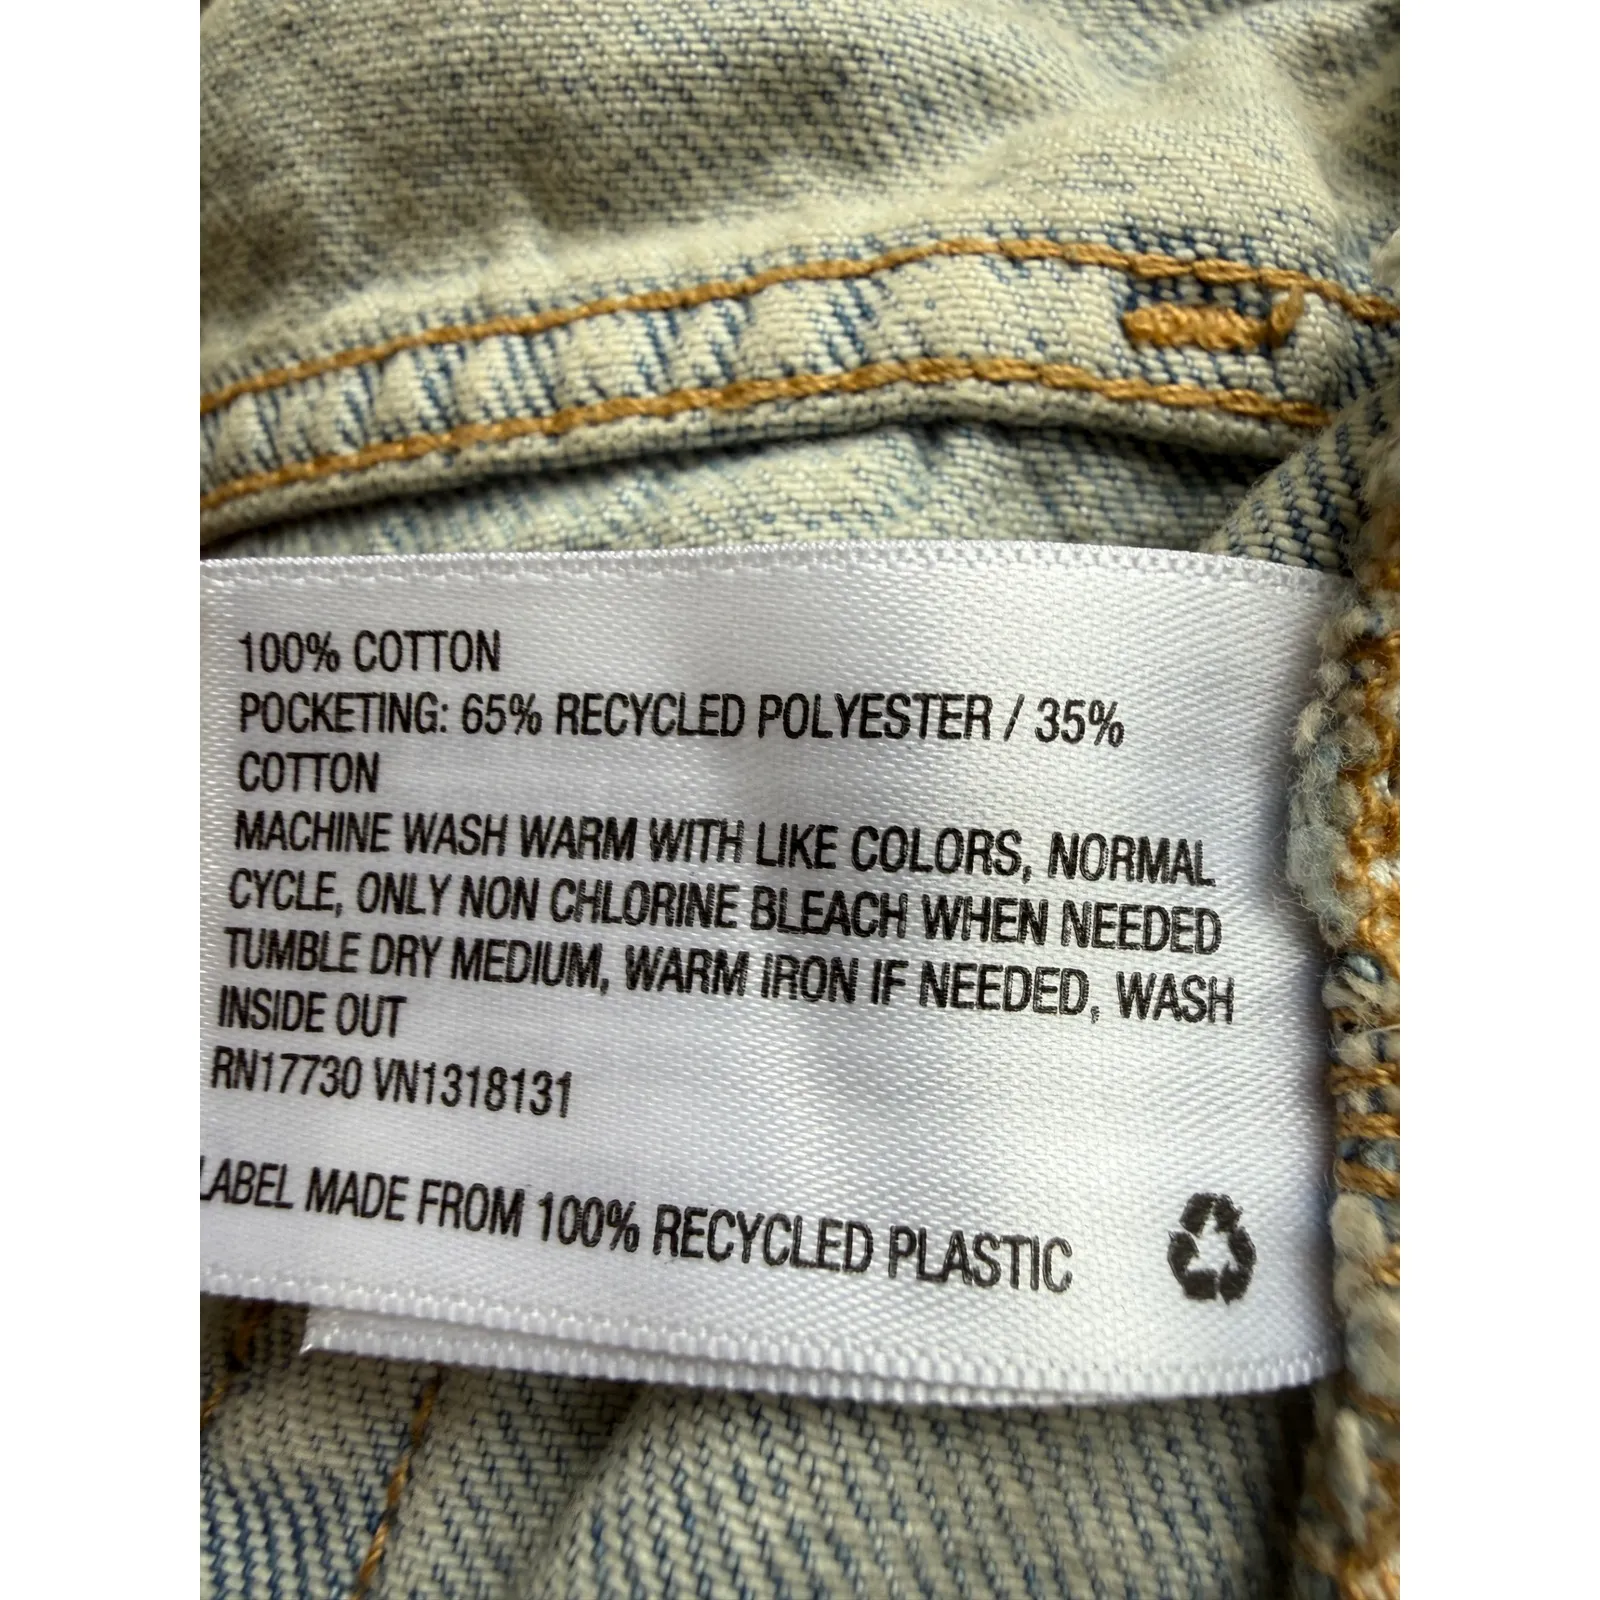 100% COTTON
POCKETING: 65% RECYCLED POLYESTER / 35%
COTTON
MACHINE WASH WARM WITH LIKE COLORS, NORMAL
CYCLE, ONLY NON CHLORINE BLEACH WHEN NEEDED
TUMBLE DRY MEDIUM, WARM IRON IF NEEDED, WASH
INSIDE OUT
RN17730 VN1318131
LABEL MADE FROM 100% RECYCLED PLASTIC